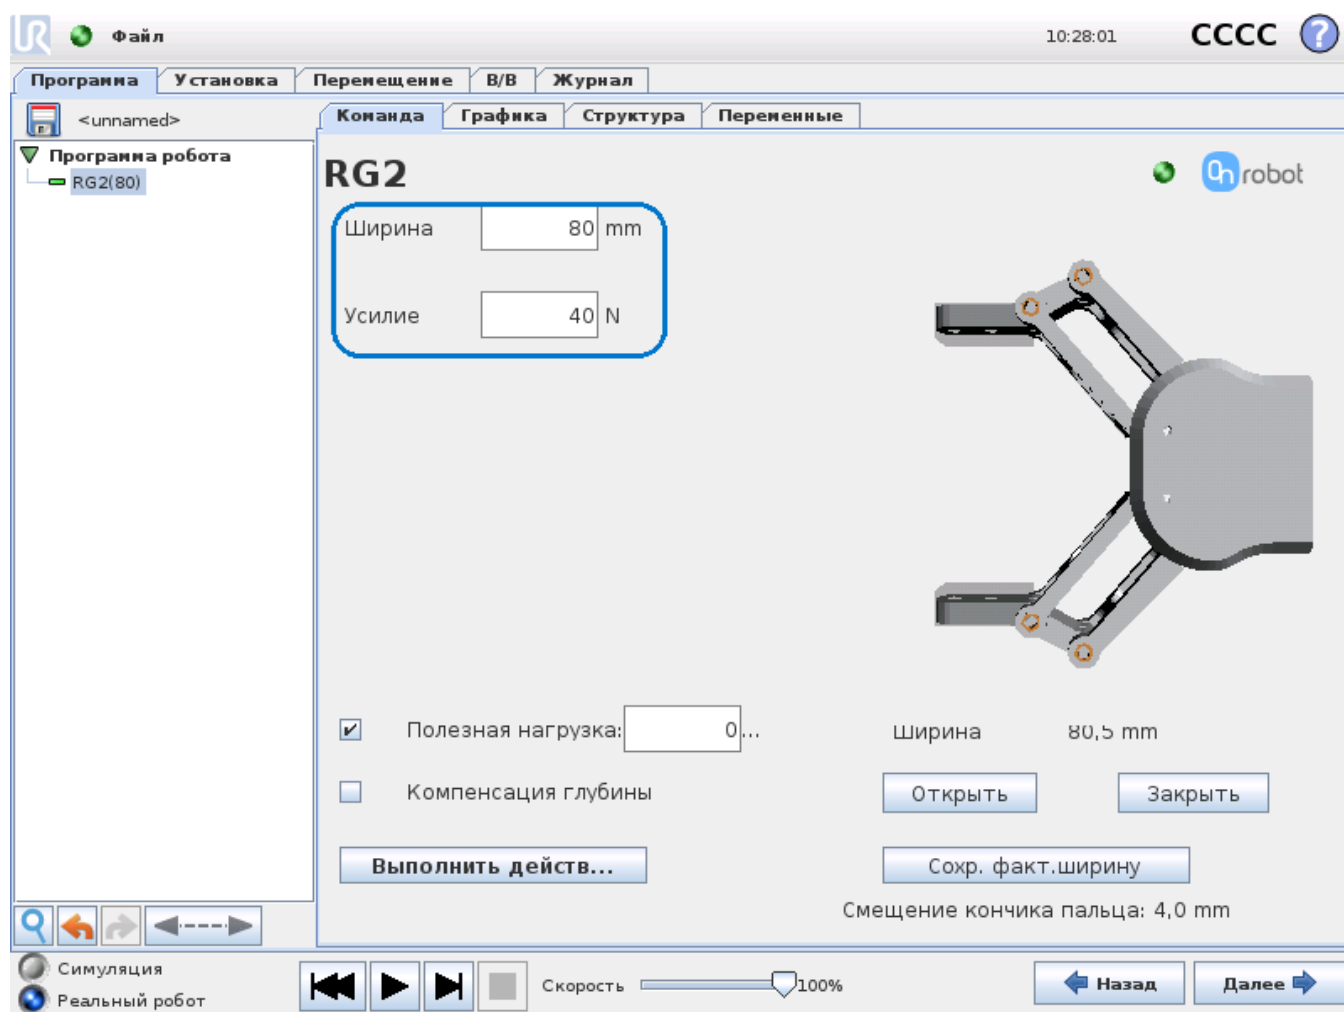 Файл 10:28:01 CCCC ?
Программа Установка Перемещение В/В Журнал
<unnamed> Команда Графика Структура Переменные
Программа робота
RG2(80)
RG2
On robot
Ширина 80 mm
Усилие 40 N
Полезная нагрузка: 0...
Ширина 80,5 mm
Компенсация глубины
Открыть Закрыть
Выполнить действ...
Сохр. факт.ширину
Смещение кончика пальца: 4,0 mm
Симуляция
Реальный робот
Скорость 100%
Назад Далее